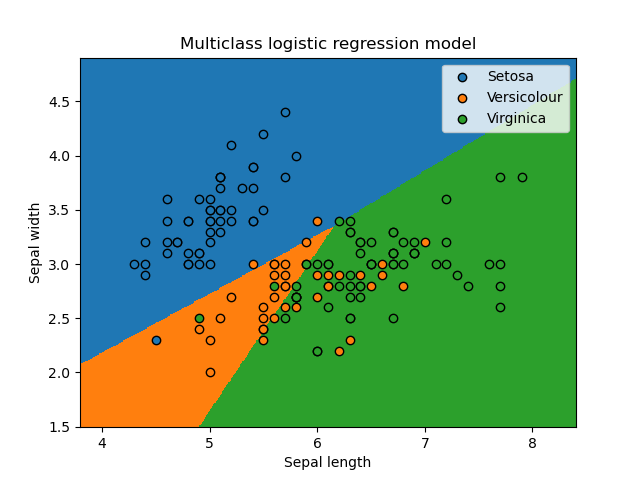 Multiclass logistic regression model
Setosa
Versicolour
Virginica
Sepal width
4.5
4.0
3.5
3.0
2.5
2.0
1.5
4 5 6 7 8
Sepal length